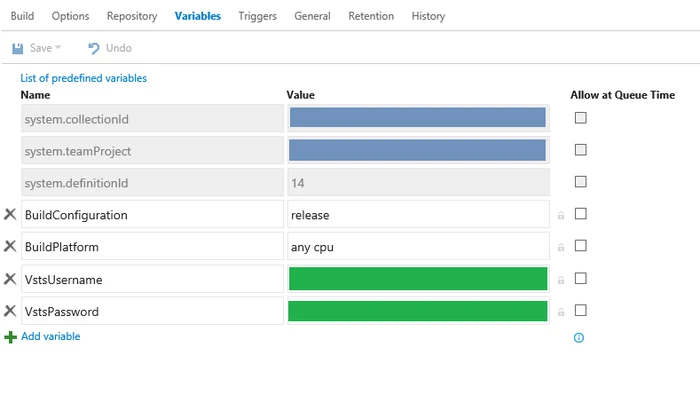 Build Options Repository Variables Triggers General Retention History
Save Undo
List of predefined variables
Name Value Allow at Queue Time
system.collectionId
system.teamProject
system.definitionId 14
BuildConfiguration release
BuildPlatform any cpu
VstsUsername
VstsPassword
Add variable